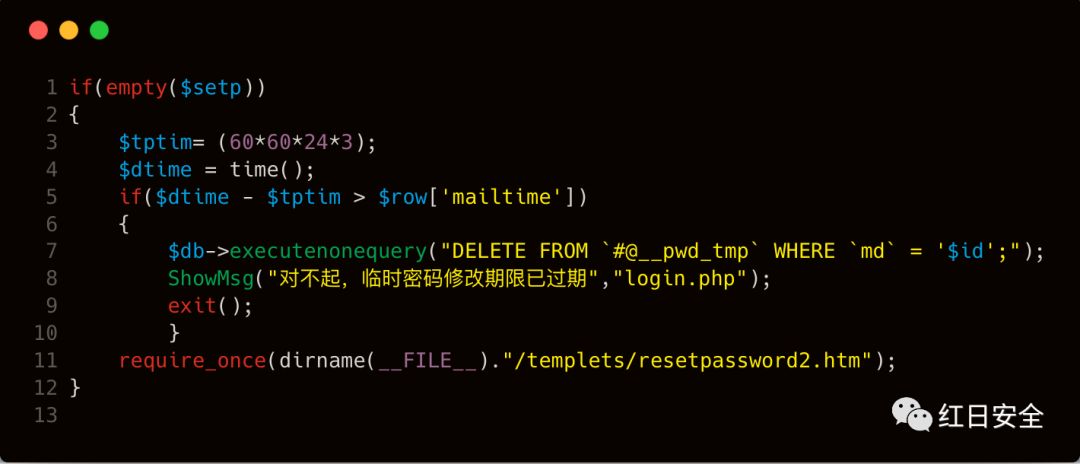 1 if(empty($setp))
2 {
3     $tptim= (60*60*24*3);
4     $dtime = time();
5     if($dtime - $tptim > $row['mailtime'])
6     {
7         $db->executenonequery("DELETE FROM `#@__pwd_tmp` WHERE `md` = '$id';");
8         ShowMsg("对不起，临时密码修改期限已过期","login.php");
9         exit();
10         }
11     require_once(dirname(__FILE__)."/templets/resetpassword2.htm");
12 }
13
红日安全